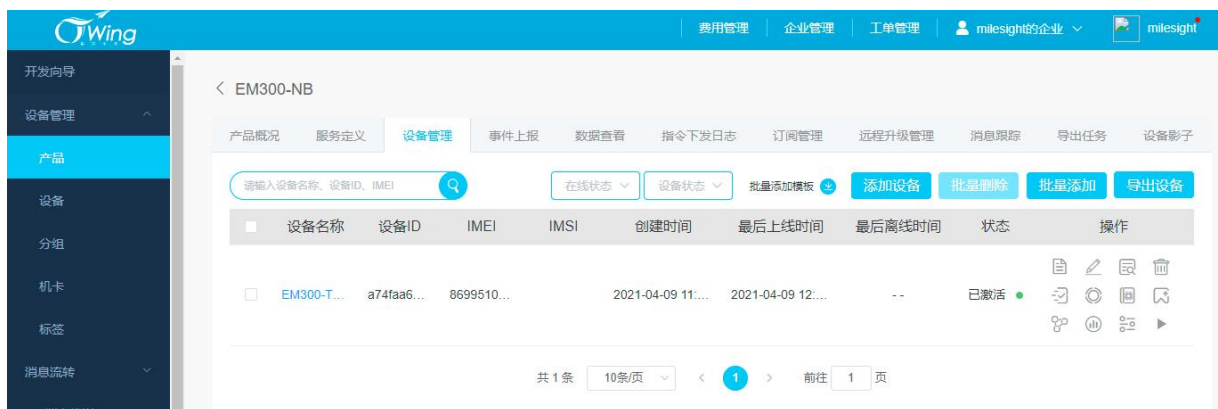 CTWing
费用管理 企业管理 工单管理 milesight的企业 milesight
开发向导
设备管理
产品
设备
分组
机卡
标签
消息流转
EM300-NB
产品概况 服务定义 设备管理 事件上报 数据查看 指令下发日志 订阅管理 远程升级管理 消息跟踪 导出任务 设备影子
请输入设备名称、设备ID、IMEI 在线状态 设备状态 批量添加模板 添加设备 批量删除 批量添加 导出设备
设备名称 设备ID IMEI IMSI 创建时间 最后上线时间 最后离线时间 状态 操作
EM300-T... a74faa6... 8699510... 2021-04-09 11:... 2021-04-09 12:... - - 已激活
共 1 条 10条/页 < 1 > 前往 1 页